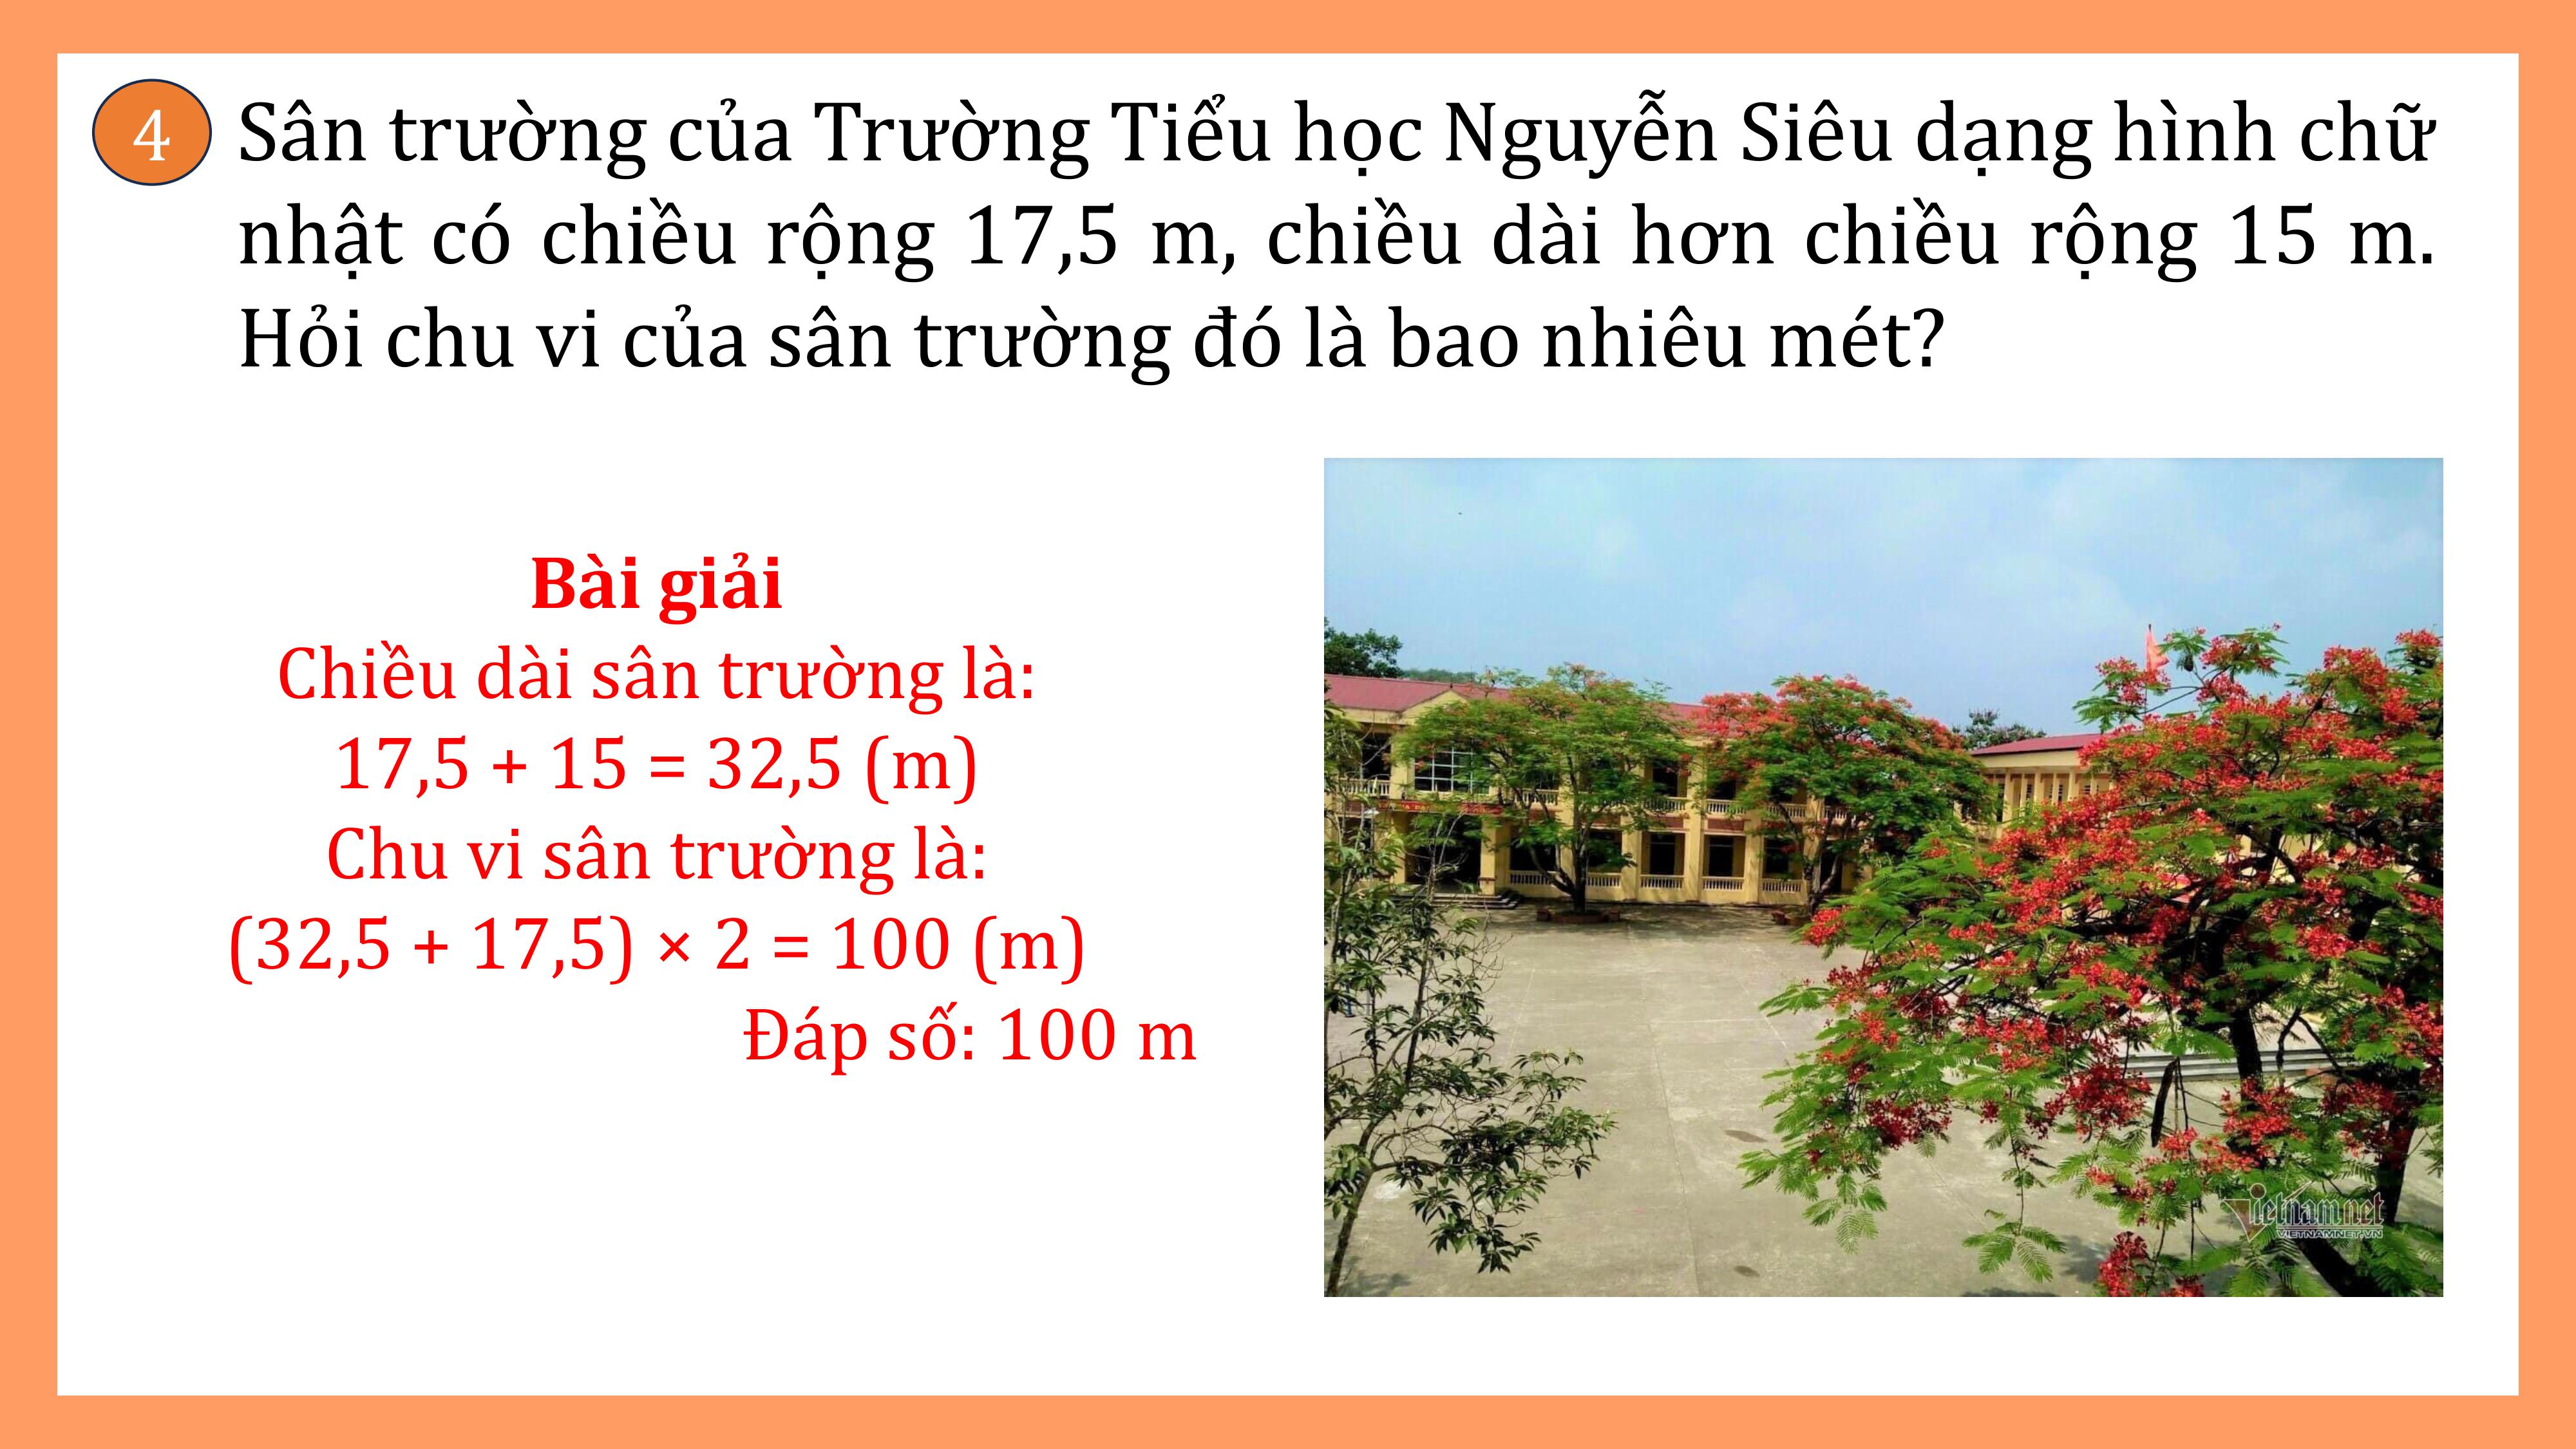 4
Sân trường của Trường Tiểu học Nguyễn Siêu dạng hình chữ
nhật có chiều rộng 17,5 m, chiều dài hơn chiều rộng 15 m.
Hỏi chu vi của sân trường đó là bao nhiêu mét?
Bài giải
Chiều dài sân trường là:
17,5 + 15 = 32,5 (m)
Chu vi sân trường là:
(32,5 + 17,5) × 2 = 100 (m)
Đáp số: 100 m
Vietnamnet
VIETNAMNET.VN